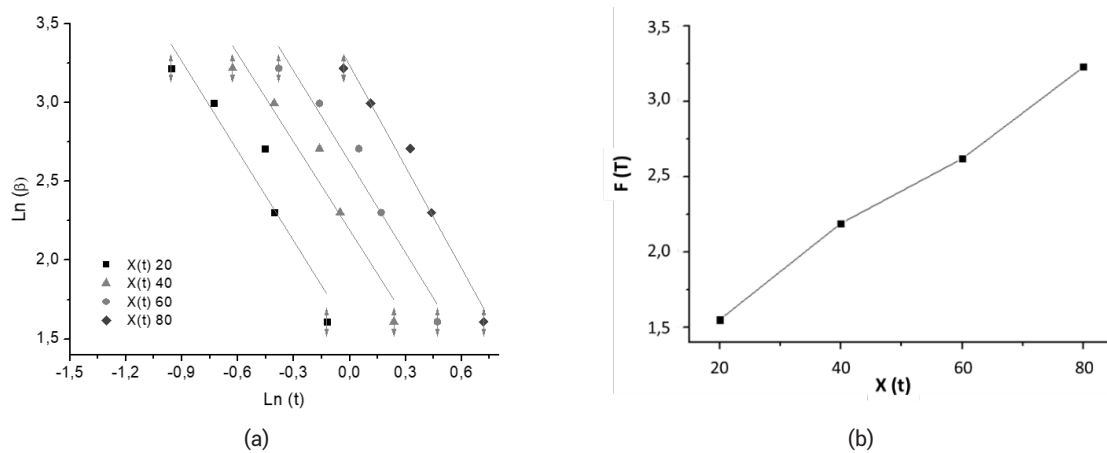 3,5
3,0
2,5
2,0
1,5
Ln (β)
X(t) 20
X(t) 40
X(t) 60
X(t) 80
-1,5 -1,2 -0,9 -0,6 -0,3 0,0 0,3 0,6
Ln (t)
(a)
3,5
3,0
2,5
2,0
1,5
F (T)
20 40 60 80
X (t)
(b)